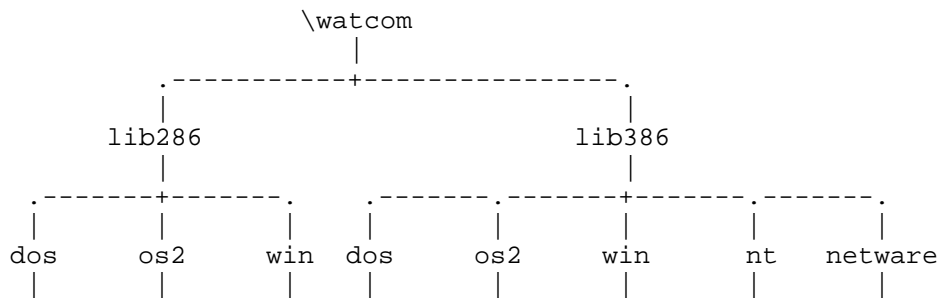 \watcom
|
.-----------+---------------.
| |
lib286 lib386
| |
.-------+-------. .-------.-------+-------.-------.
| | | | | | | |
dos os2 win dos os2 win nt netware
| | | | | | | |